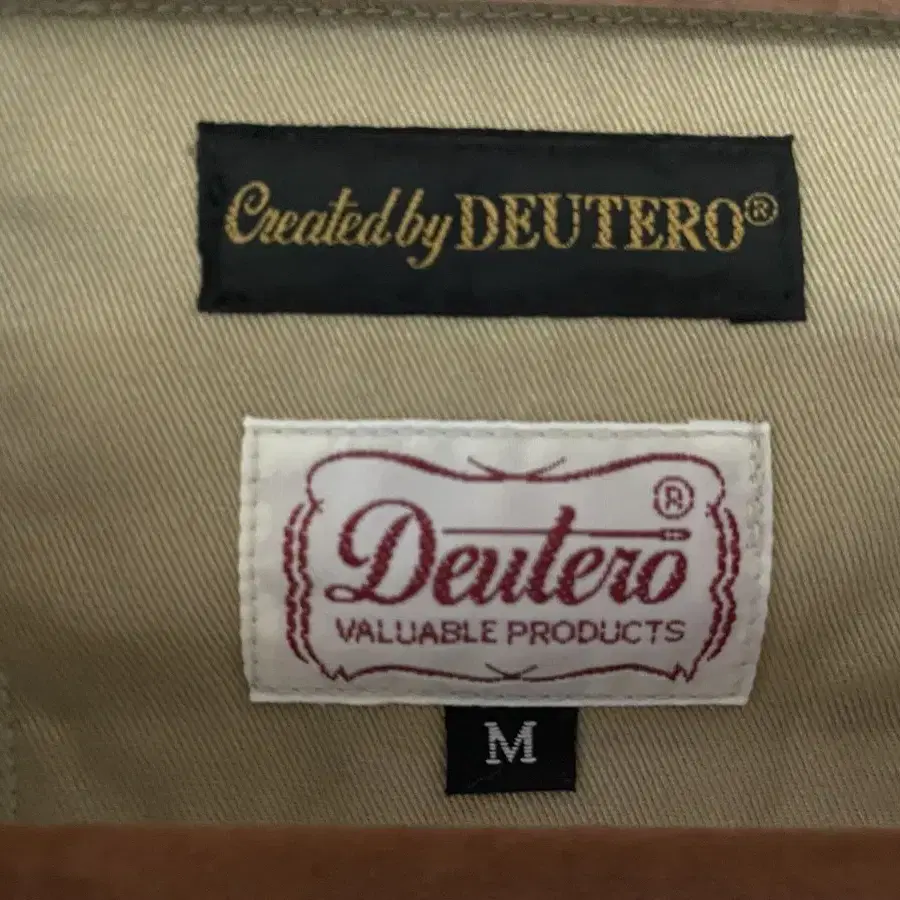 Created by DEUTERO®
Deutero®
VALUABLE PRODUCTS
M